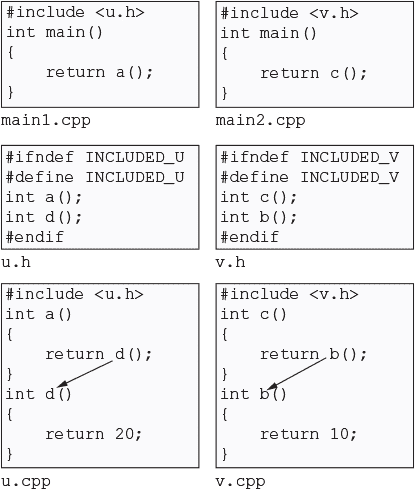 #include <u.h>
int main()
{
    return a();
}
main1.cpp
#include <v.h>
int main()
{
    return c();
}
main2.cpp
#ifndef INCLUDED_U
#define INCLUDED_U
int a();
int d();
#endif
u.h
#ifndef INCLUDED_V
#define INCLUDED_V
int c();
int b();
#endif
v.h
#include <u.h>
int a()
{
    return d();
}
int d()
{
    return 20;
}
u.cpp
#include <v.h>
int c()
{
    return b();
}
int b()
{
    return 10;
}
v.cpp